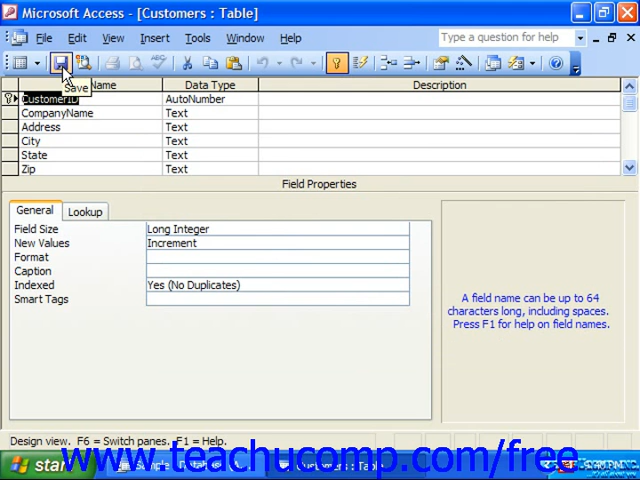 Microsoft Access - [Customers : Table]
File Edit View Insert Tools Window Help Type a question for help
Name Data Type Description
Save
CustomerID AutoNumber
CompanyName Text
Address Text
City Text
State Text
Zip Text
Field Properties
General Lookup
Field Size Long Integer
New Values Increment
Format
Caption
Indexed Yes (No Duplicates)
Smart Tags
A field name can be up to 64
characters long, including spaces.
Press F1 for help on field names.
Design view. F6 = Switch panes. F1 = Help.
start
www.teachucomp.com/free